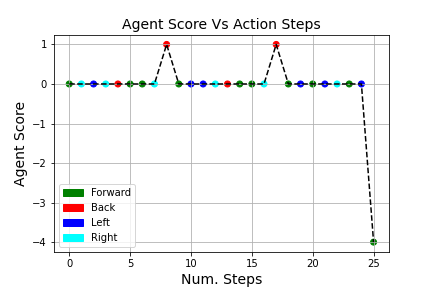 Agent Score Vs Action Steps
1
0
−1
−2
−3
−4
Agent Score
Forward
Back
Left
Right
0 5 10 15 20 25
Num. Steps